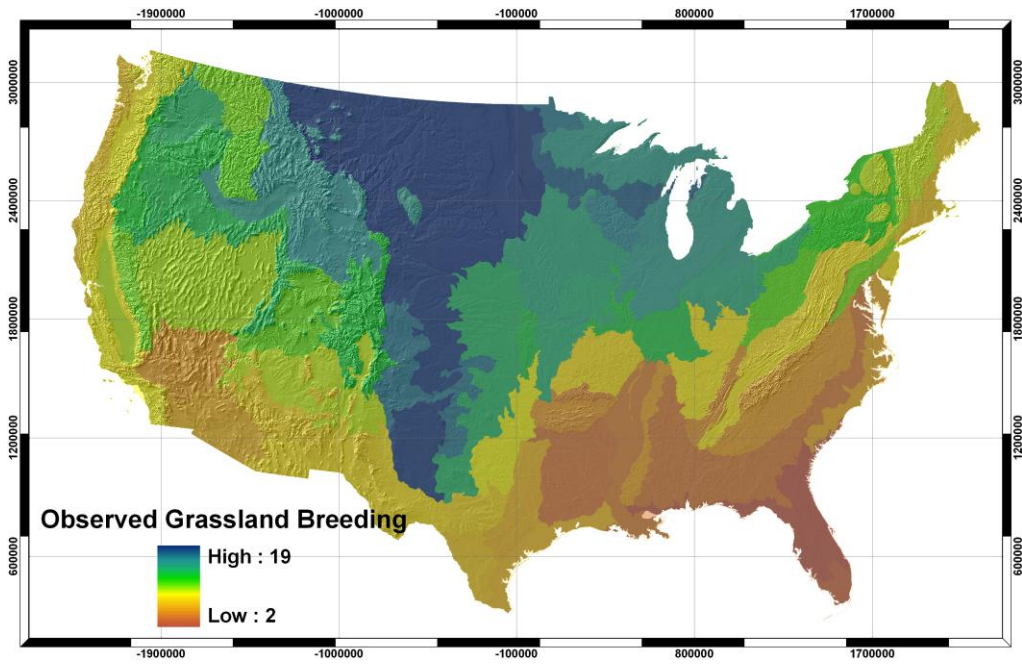 -1900000 -1000000 -100000 800000 1700000
3000000 3000000
2400000 2400000
1800000 1800000
1200000 1200000
600000 600000
Observed Grassland Breeding
High : 19
Low : 2
-1900000 -1000000 -100000 800000 1700000